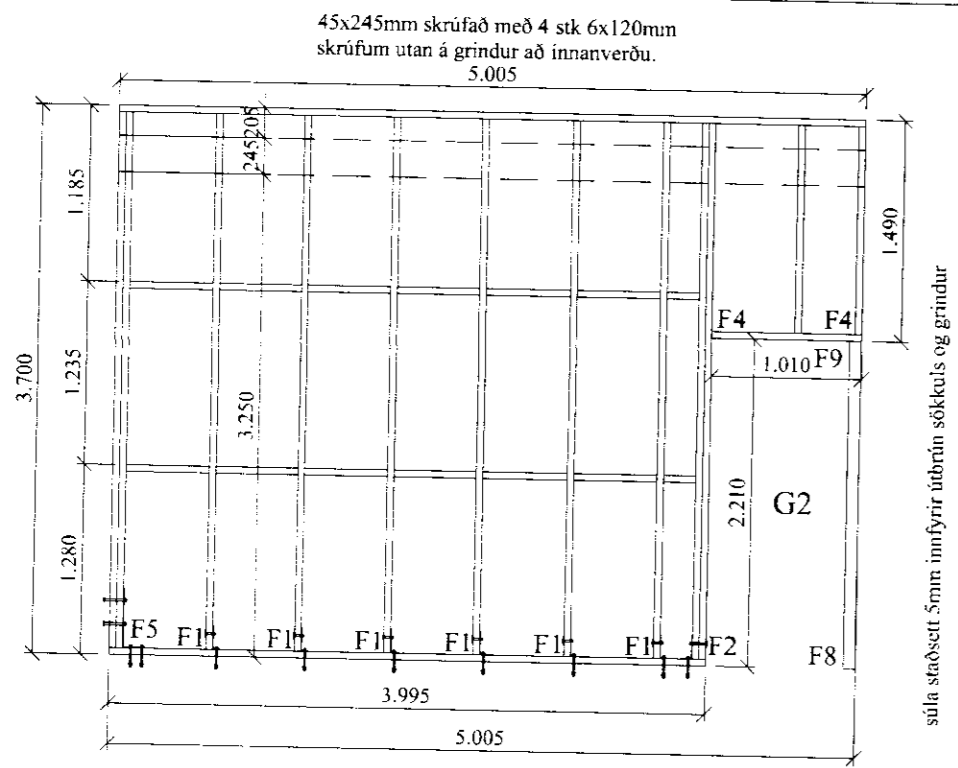 45x245mm skrúfað með 4 stk 6x120mm
skrúfum utan á grindur að innanverðu.
5.005
205
245
1.185
1.490
3.700
F4
F4
1.010
F9
1.235
3.250
2.210
G2
1.280
F5
F1
F1
F1
F1
F1
F1
F2
F8
3.995
5.005
súla staðsett 5mm innfyrir útbrún sökkuls og grindur